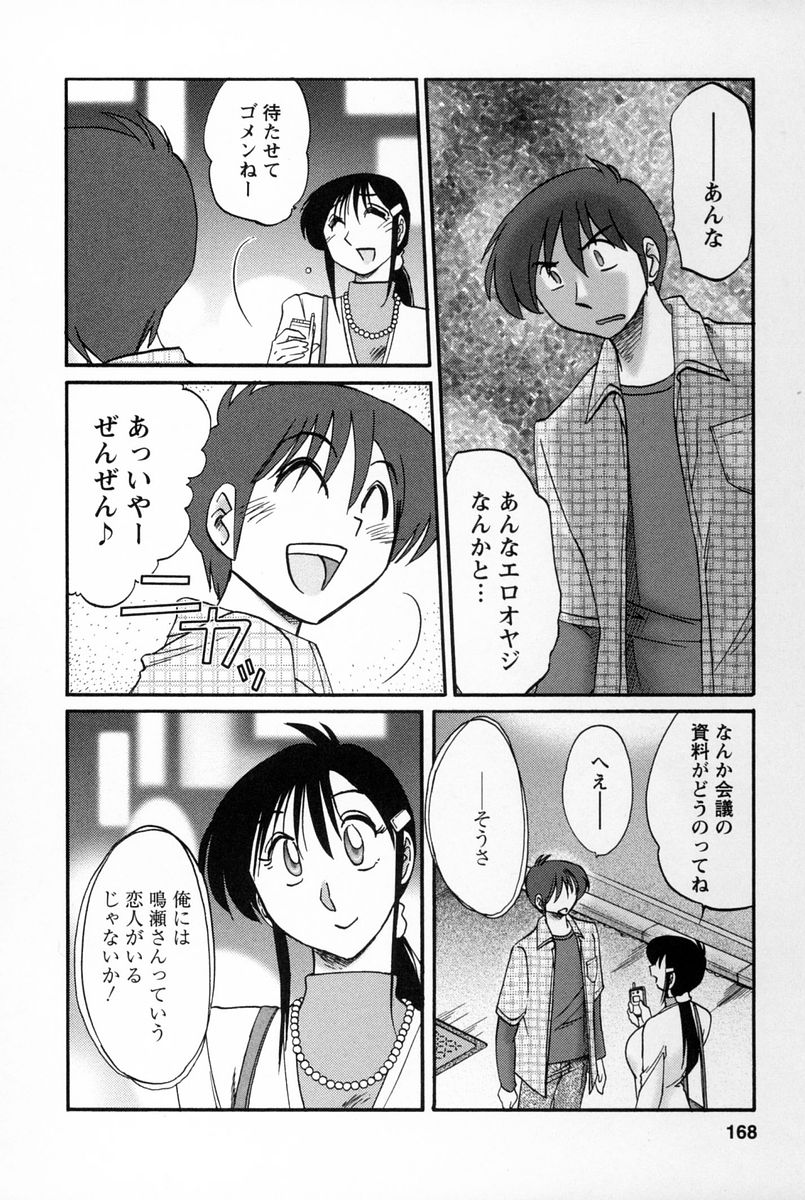 ──あんな
あんなエロオヤジ
なんかと…
待たせて
ゴメンねー
あっいやー
ぜんぜん♪
ニカッ
なんか会議の
資料がどうのってね
へえ──
──そうさ
俺には
鳴瀬さんっていう
恋人がいる
じゃないか！
168